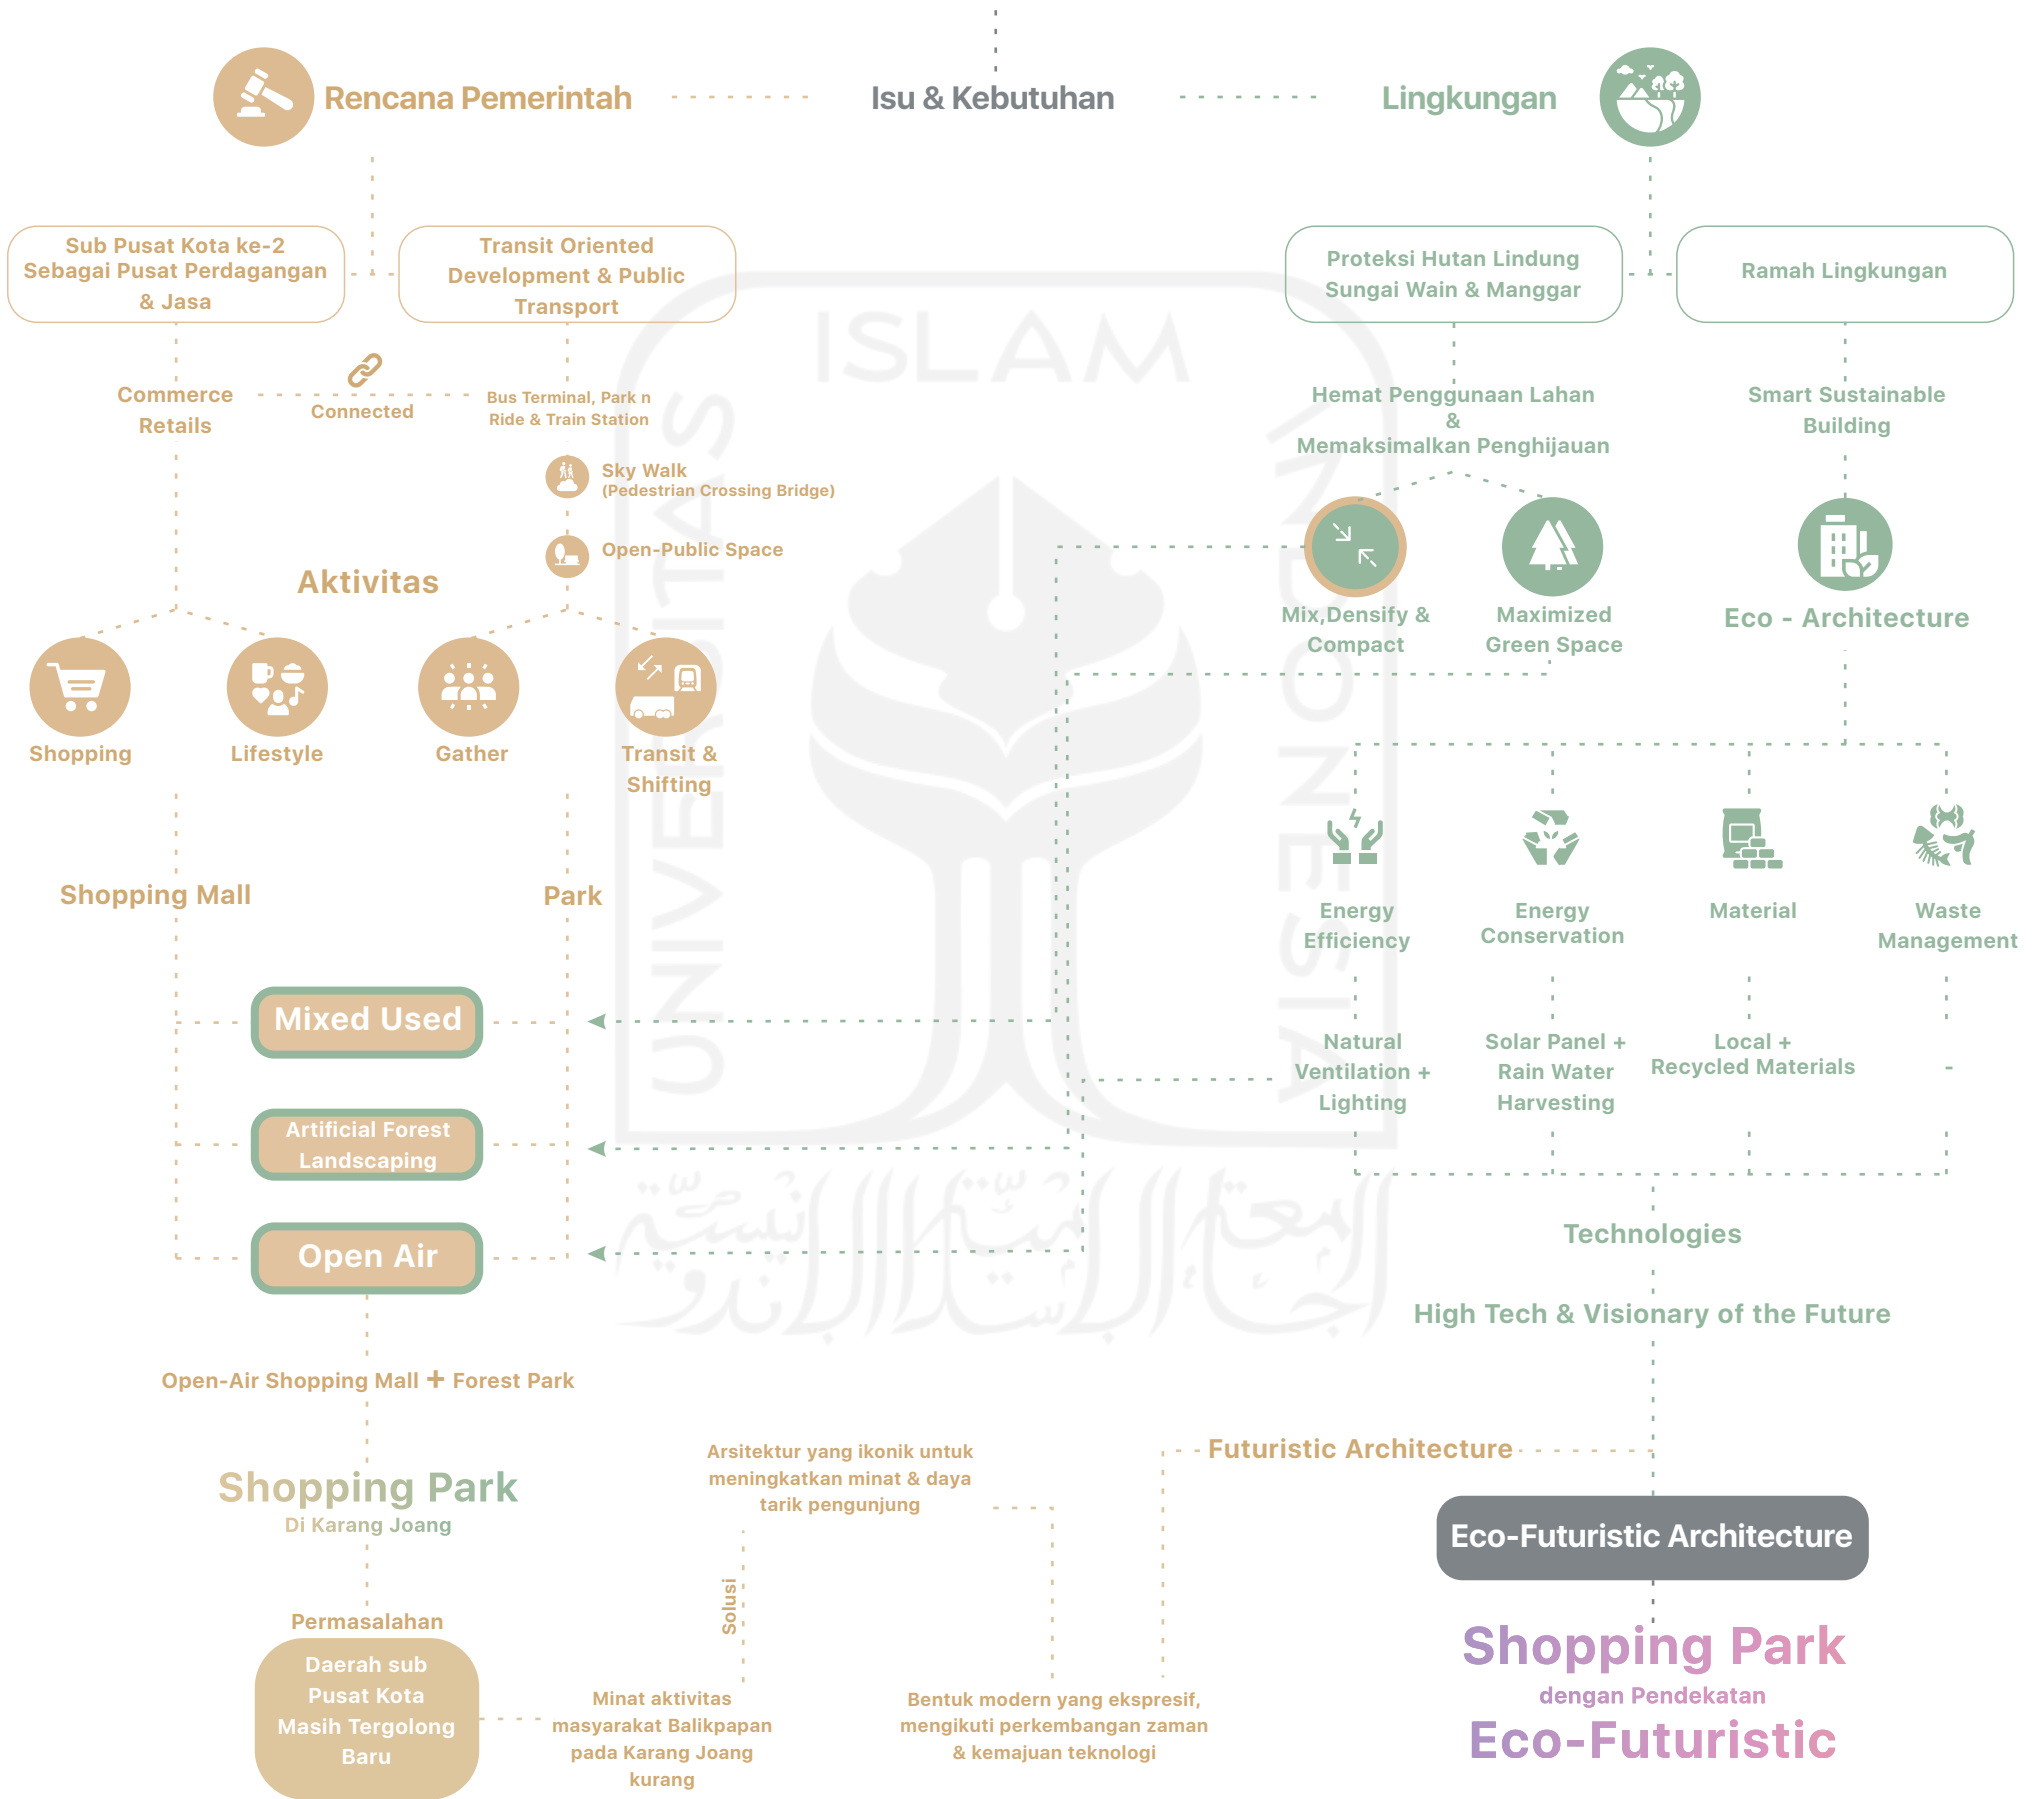 Rencana Pemerintah
Isu & Kebutuhan
Lingkungan
Sub Pusat Kota ke-2
Sebagai Pusat Perdagangan
& Jasa
Transit Oriented
Development & Public
Transport
Proteksi Hutan Lindung
Sungai Wain & Manggar
Ramah Lingkungan
Commerce
Retails
Connected
Bus Terminal, Park n
Ride & Train Station
Sky Walk
(Pedestrian Crossing Bridge)
Open-Public Space
Hemat Penggunaan Lahan
&
Memaksimalkan Penghijauan
Smart Sustainable
Building
Aktivitas
Mix,Densify &
Compact
Maximized
Green Space
Eco - Architecture
Shopping
Lifestyle
Gather
Transit &
Shifting
Shopping Mall
Park
Energy
Efficiency
Energy
Conservation
Material
Waste
Management
Mixed Used
Artificial Forest
Landscaping
Open Air
Natural
Ventilation +
Lighting
Solar Panel +
Rain Water
Harvesting
Local +
Recycled Materials
-
Technologies
High Tech & Visionary of the Future
Open-Air Shopping Mall + Forest Park
Shopping Park
Di Karang Joang
Arsitektur yang ikonik untuk
meningkatkan minat & daya
tarik pengunjung
Futuristic Architecture
Eco-Futuristic Architecture
Solusi
Permasalahan
Daerah sub
Pusat Kota
Masih Tergolong
Baru
Minat aktivitas
masyarakat Balikpapan
pada Karang Joang
kurang
Bentuk modern yang ekspresif,
mengikuti perkembangan zaman
& kemajuan teknologi
Shopping Park
dengan Pendekatan
Eco-Futuristic
UNIVERSITAS
ISLAM
INDONESIA